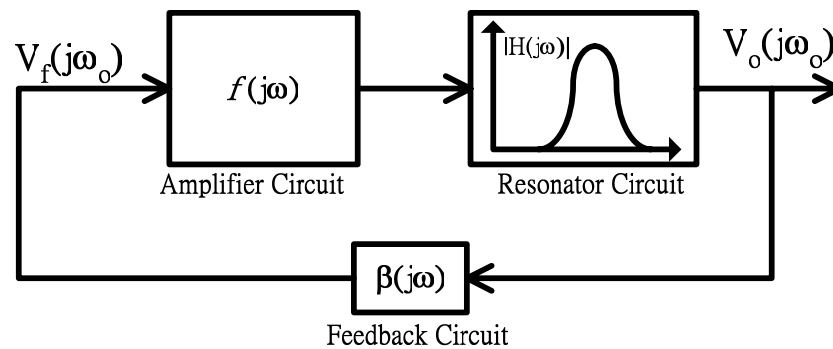 V_f(jω_o)
f(jω)
Amplifier Circuit
|H(jω)|
Resonator Circuit
V_o(jω_o)
β(jω)
Feedback Circuit